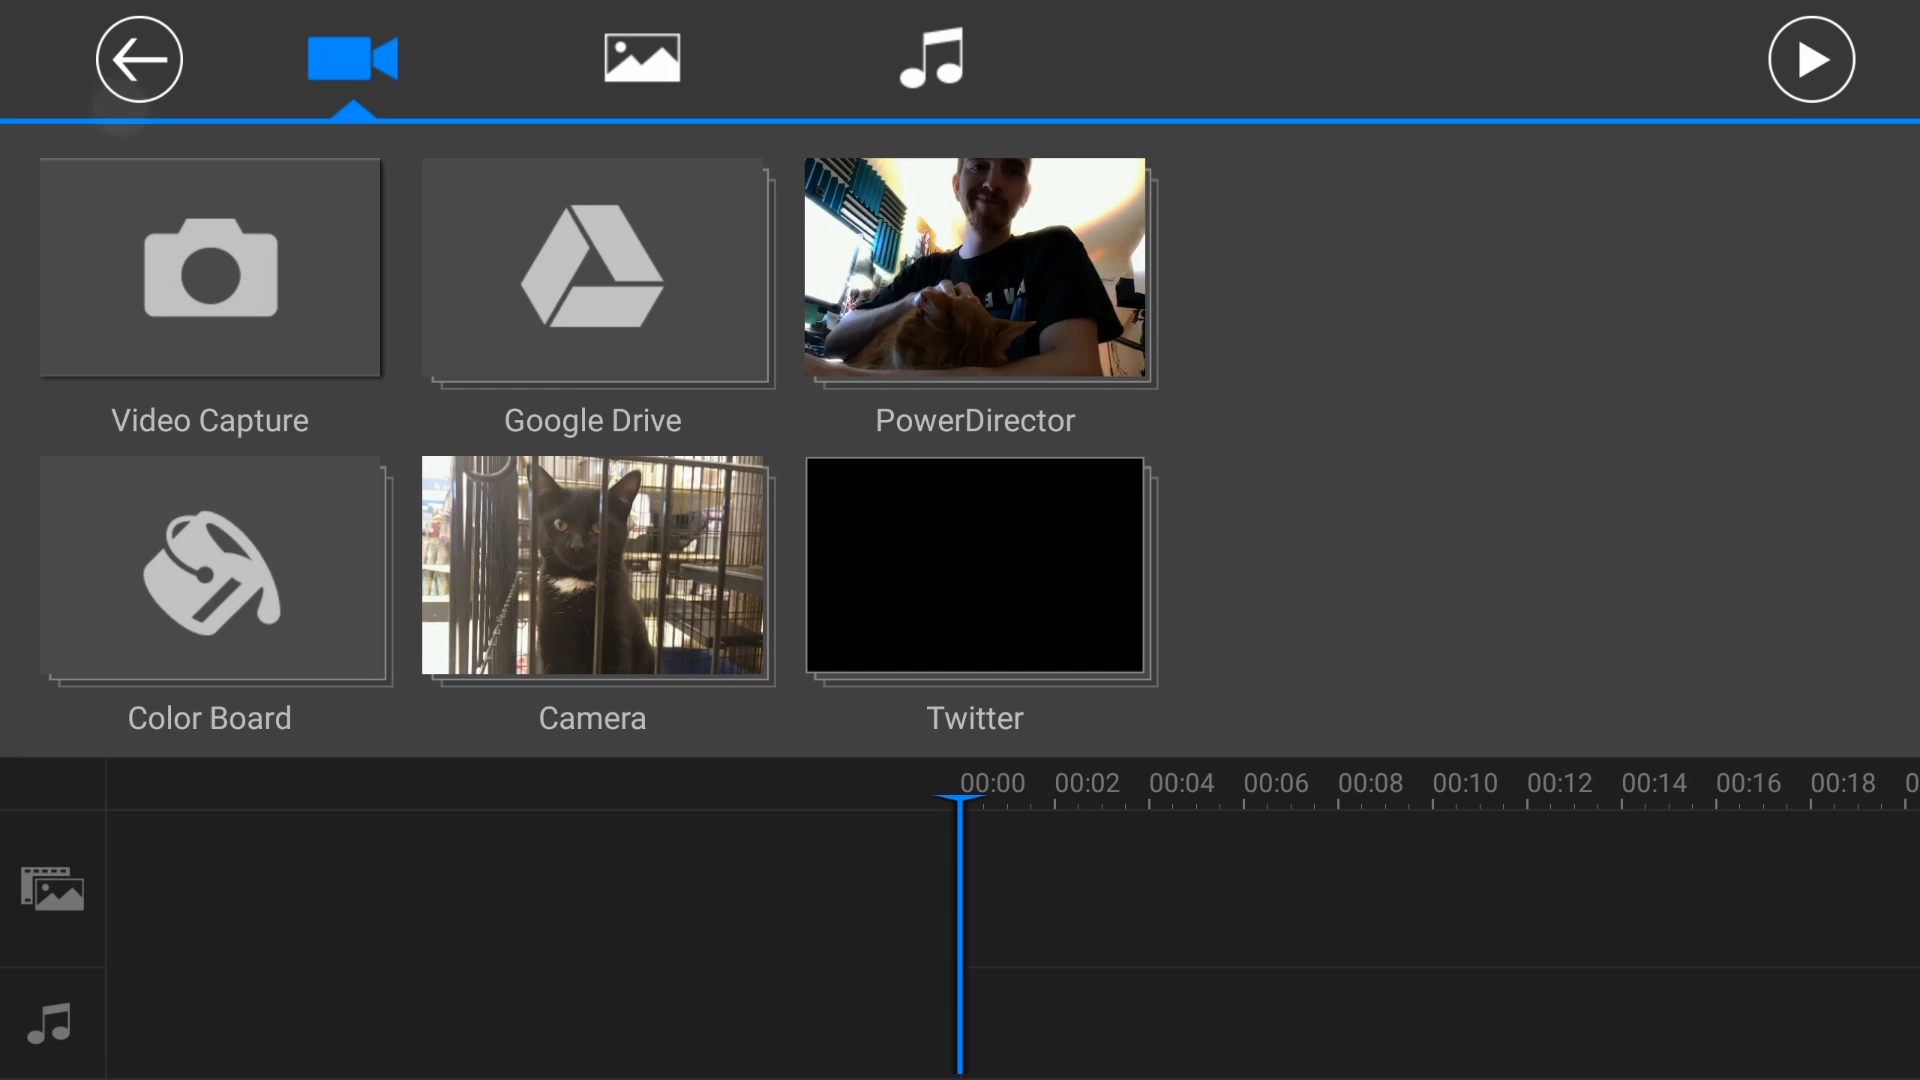 Video Capture
Google Drive
PowerDirector
Color Board
Camera
Twitter
00:00 00:02 00:04 00:06 00:08 00:10 00:12 00:14 00:16 00:18 0